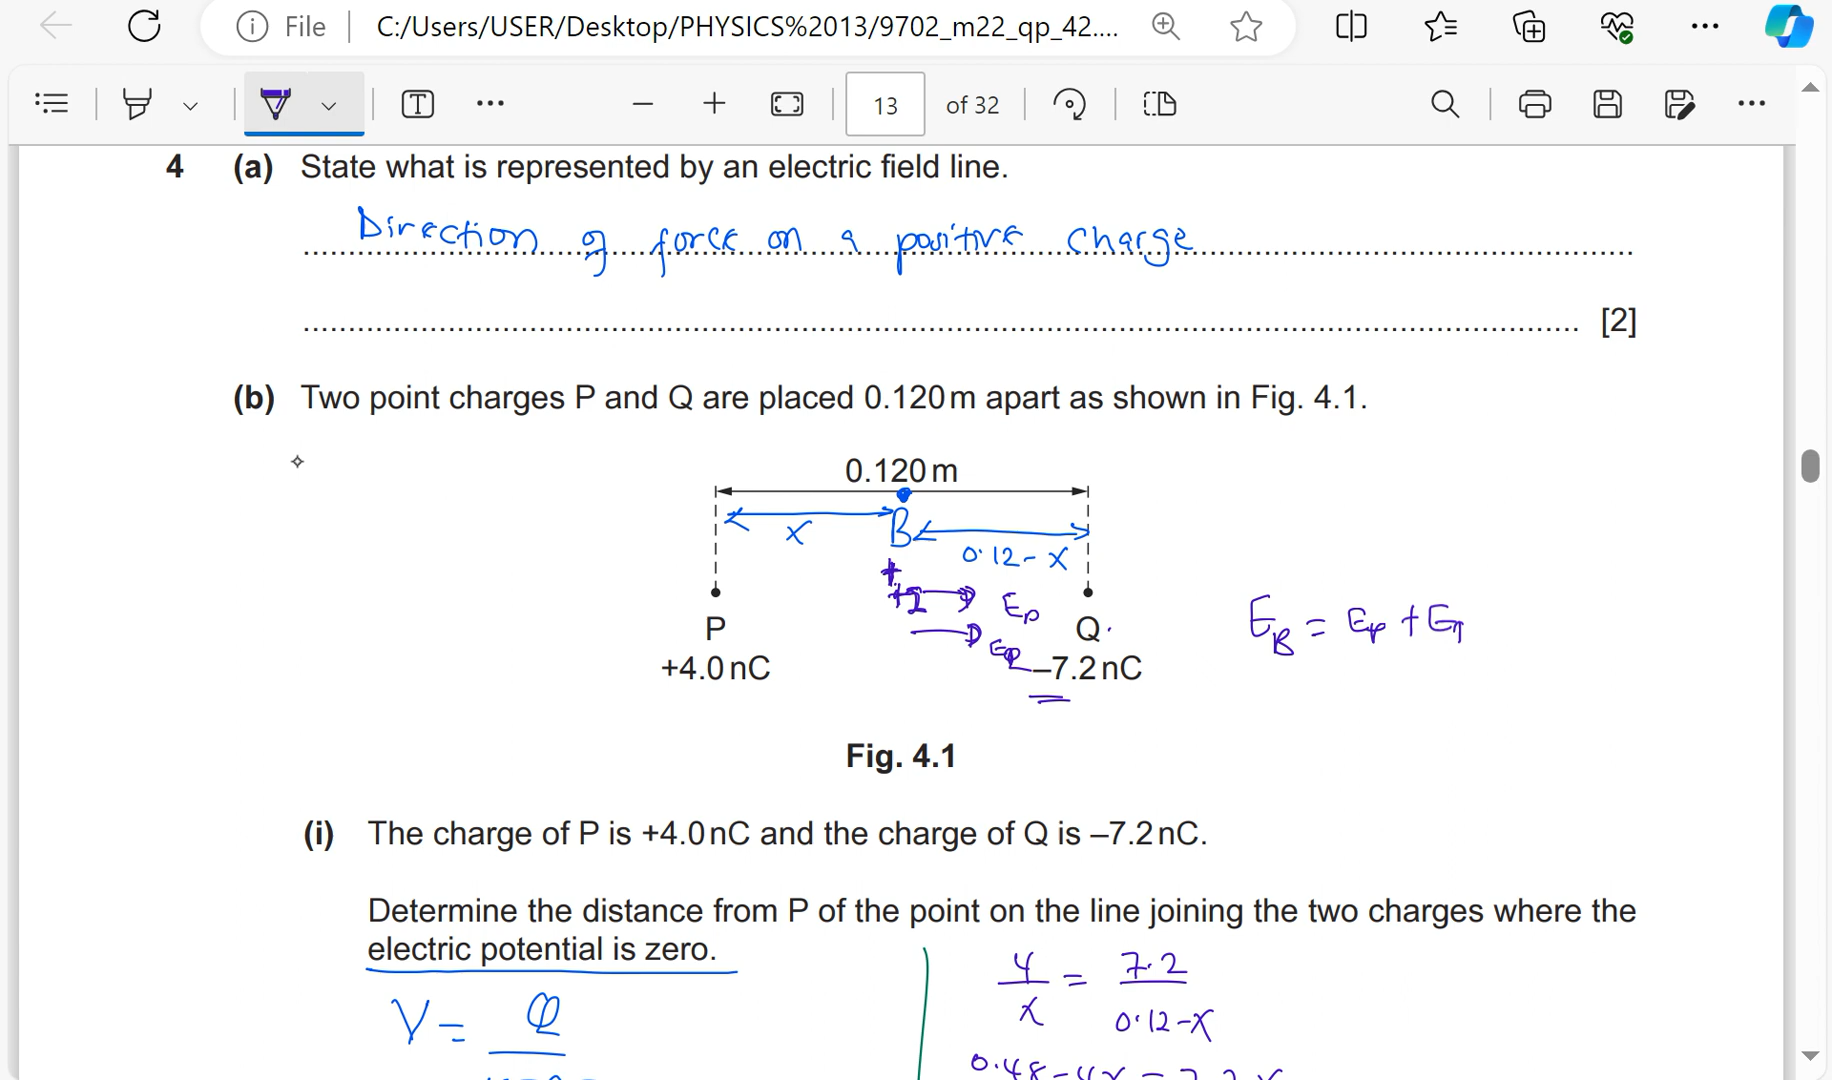 File C:/Users/USER/Desktop/PHYSICS%2013/9702_m22_qp_42....
13 of 32
4 (a) State what is represented by an electric field line.
Direction of force on a positive charge
[2]
(b) Two point charges P and Q are placed 0.120 m apart as shown in Fig. 4.1.
0.120 m
x B 0.12 - x
+
Ep
P Q
+4.0 nC –7.2 nC
Fig. 4.1
(i) The charge of P is +4.0 nC and the charge of Q is –7.2 nC.
Determine the distance from P of the point on the line joining the two charges where the
electric potential is zero.
V = Q
4/x = 7.2/0.12-x